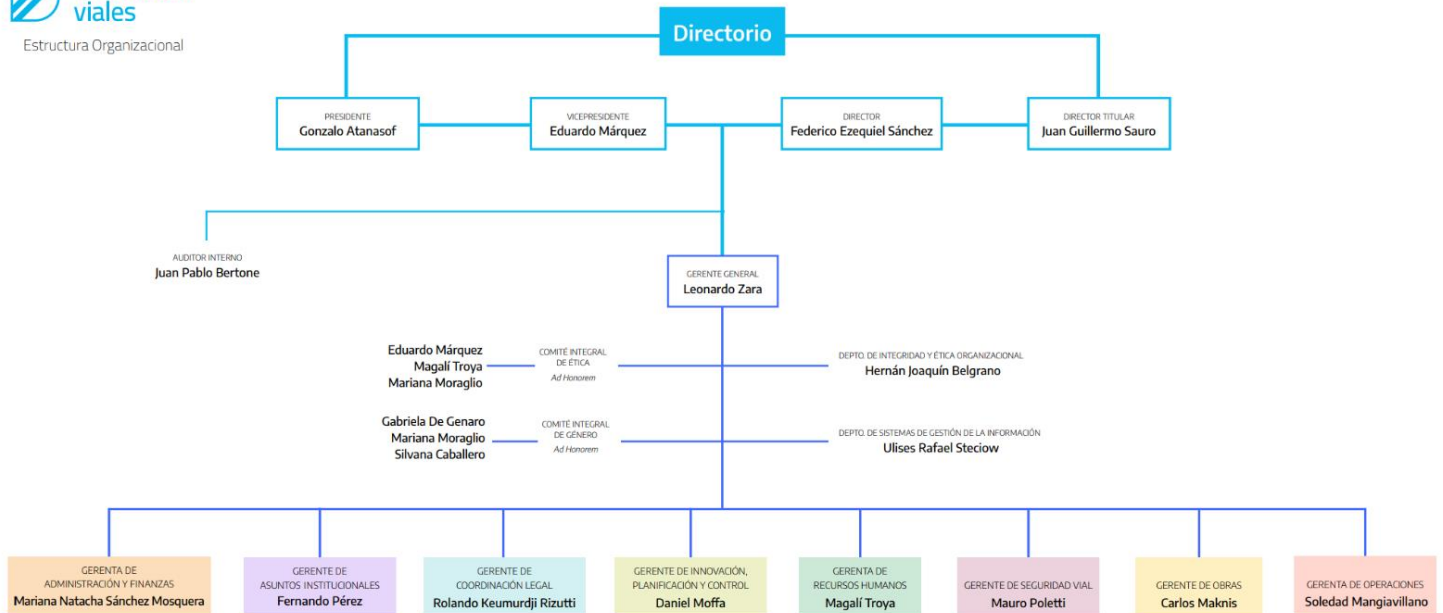 viales
Estructura Organizacional
Directorio
PRESIDENTE
Gonzalo Atanasof
VICEPRESIDENTE
Eduardo Márquez
DIRECTOR
Federico Ezequiel Sánchez
DIRECTOR TITULAR
Juan Guillermo Sauro
AUDITOR INTERNO
Juan Pablo Bertone
GERENTE GENERAL
Leonardo Zara
Eduardo Márquez
Magalí Troya
Mariana Moraglio
COMITÉ INTEGRAL
DE ÉTICA
Ad Honorem
DEPTO. DE INTEGRIDAD Y ÉTICA ORGANIZACIONAL
Hernán Joaquín Belgrano
Gabriela De Genaro
Mariana Moraglio
Silvana Caballero
COMITÉ INTEGRAL
DE GÉNERO
Ad Honorem
DEPTO. DE SISTEMAS DE GESTIÓN DE LA INFORMACIÓN
Ulises Rafael Steciow
GERENTA DE
ADMINISTRACIÓN Y FINANZAS
Mariana Natacha Sánchez Mosquera
GERENTE DE
ASUNTOS INSTITUCIONALES
Fernando Pérez
GERENTE DE
COORDINACIÓN LEGAL
Rolando Keumurdji Rizutti
GERENTE DE INNOVACIÓN,
PLANIFICACIÓN Y CONTROL
Daniel Moffa
GERENTA DE
RECURSOS HUMANOS
Magalí Troya
GERENTE DE SEGURIDAD VIAL
Mauro Poletti
GERENTE DE OBRAS
Carlos Maknis
GERENTA DE OPERACIONES
Soledad Mangiavillano